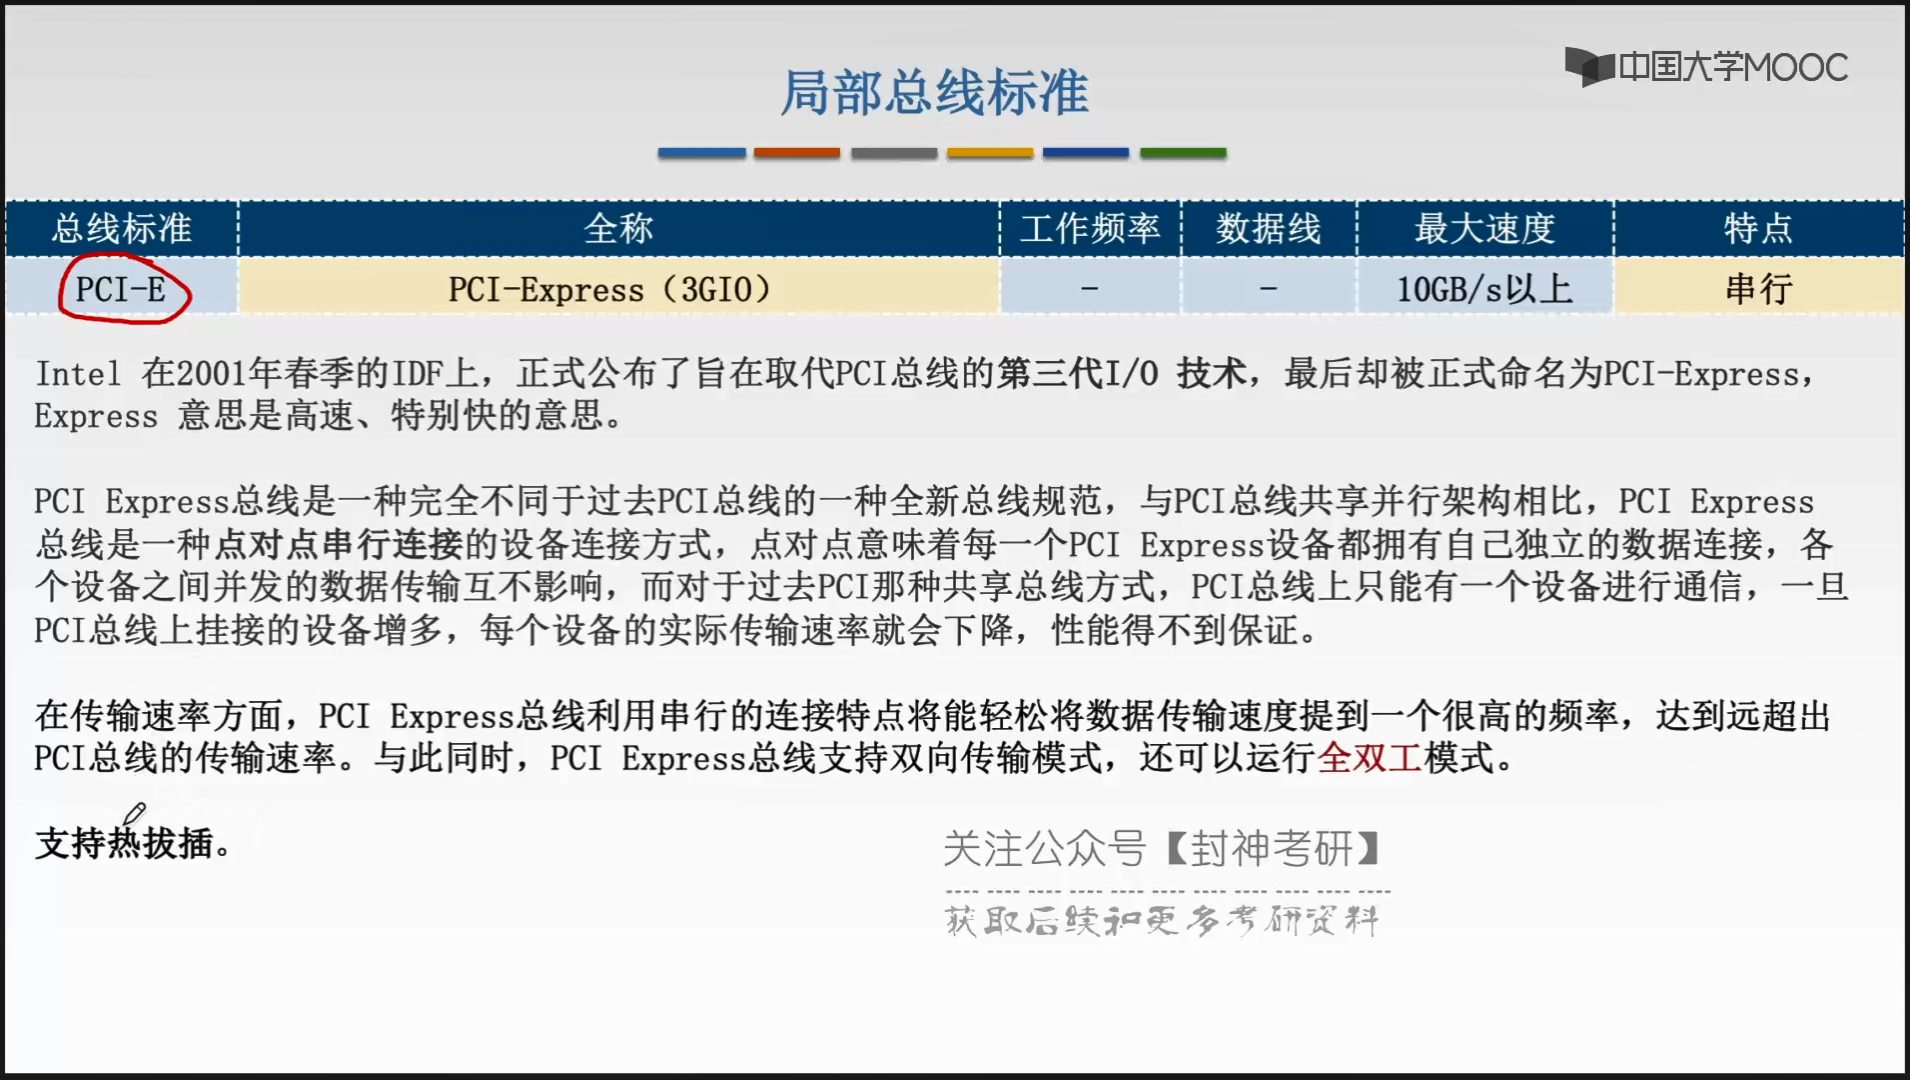 中国大学MOOC
局部总线标准
总线标准 全称 工作频率 数据线 最大速度 特点
PCI-E PCI-Express（3GIO） - - 10GB/s以上 串行
Intel 在2001年春季的IDF上，正式公布了旨在取代PCI总线的第三代I/O 技术，最后却被正式命名为PCI-Express，
Express 意思是高速、特别快的意思。
PCI Express总线是一种完全不同于过去PCI总线的一种全新总线规范，与PCI总线共享并行架构相比，PCI Express
总线是一种点对点串行连接的设备连接方式，点对点意味着每一个PCI Express设备都拥有自己独立的数据连接，各
个设备之间并发的数据传输互不影响，而对于过去PCI那种共享总线方式，PCI总线上只能有一个设备进行通信，一旦
PCI总线上挂接的设备增多，每个设备的实际传输速率就会下降，性能得不到保证。
在传输速率方面，PCI Express总线利用串行的连接特点将能轻松将数据传输速度提到一个很高的频率，达到远超出
PCI总线的传输速率。与此同时，PCI Express总线支持双向传输模式，还可以运行全双工模式。
支持热拔插。
关注公众号【封神考研】
获取后续和更多考研资料